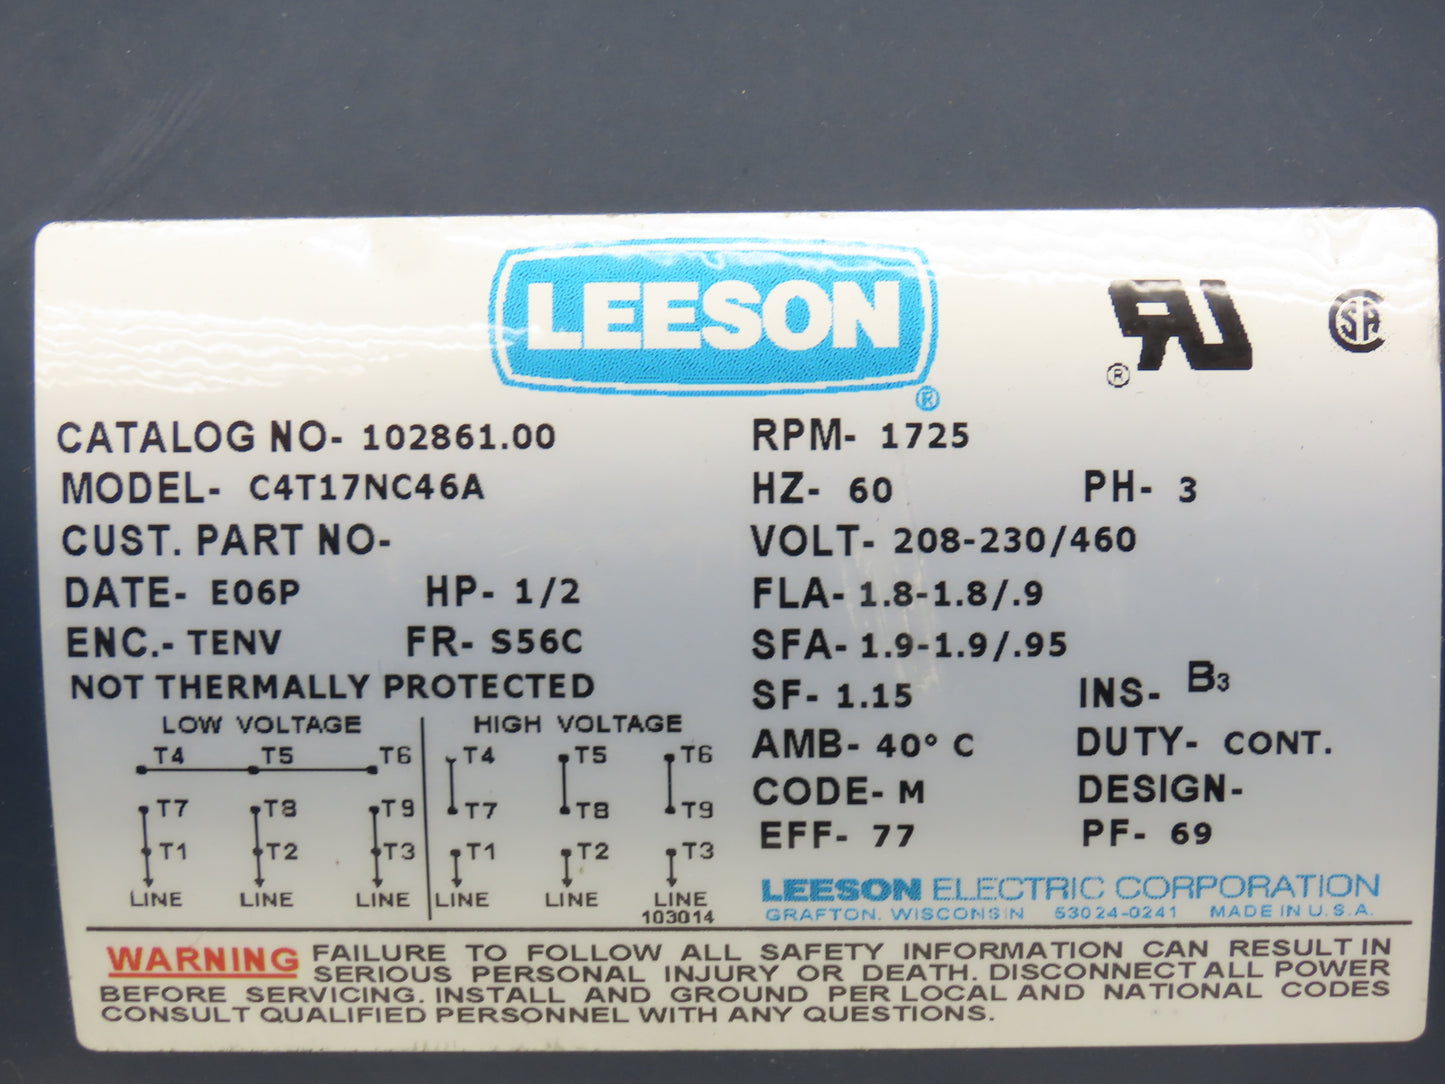 LEESON
®
® 
CATALOG NO- 102861.00
MODEL- C4T17NC46A
CUST. PART NO-
DATE- E06P HP- 1/2
ENC.- TENV FR- S56C
NOT THERMALLY PROTECTED
LOW VOLTAGE
T4 T5 T6
T7 T8 T9
T1 T2 T3
LINE LINE LINE
HIGH VOLTAGE
T4 T5 T6
T7 T8 T9
T1 T2 T3
LINE LINE LINE
103014
RPM- 1725
HZ- 60 PH- 3
VOLT- 208-230/460
FLA- 1.8-1.8/.9
SFA- 1.9-1.9/.95
SF- 1.15 INS- B3
AMB- 40° C DUTY- CONT.
CODE- M DESIGN-
EFF- 77 PF- 69
LEESON ELECTRIC CORPORATION
GRAFTON, WISCONSIN 53024-0241 MADE IN U.S.A.
WARNING FAILURE TO FOLLOW ALL SAFETY INFORMATION CAN RESULT IN
SERIOUS PERSONAL INJURY OR DEATH. DISCONNECT ALL POWER
BEFORE SERVICING. INSTALL AND GROUND PER LOCAL AND NATIONAL CODES
CONSULT QUALIFIED PERSONNEL WITH ANY QUESTIONS.